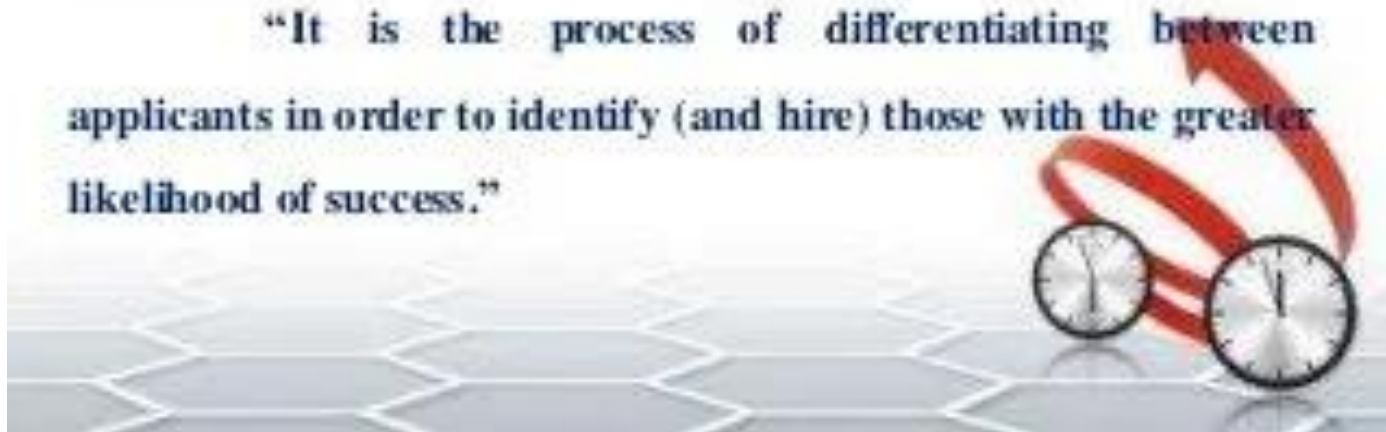 “It is the process of differentiating between
applicants in order to identify (and hire) those with the greater
likelihood of success.”